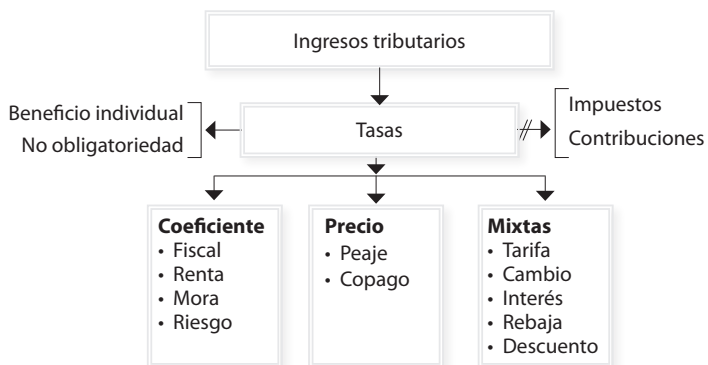 Ingresos tributarios
Beneficio individual
No obligatoriedad
Tasas
Impuestos
Contribuciones
Coeficiente
• Fiscal
• Renta
• Mora
• Riesgo
Precio
• Peaje
• Copago
Mixtas
• Tarifa
• Cambio
• Interés
• Rebaja
• Descuento